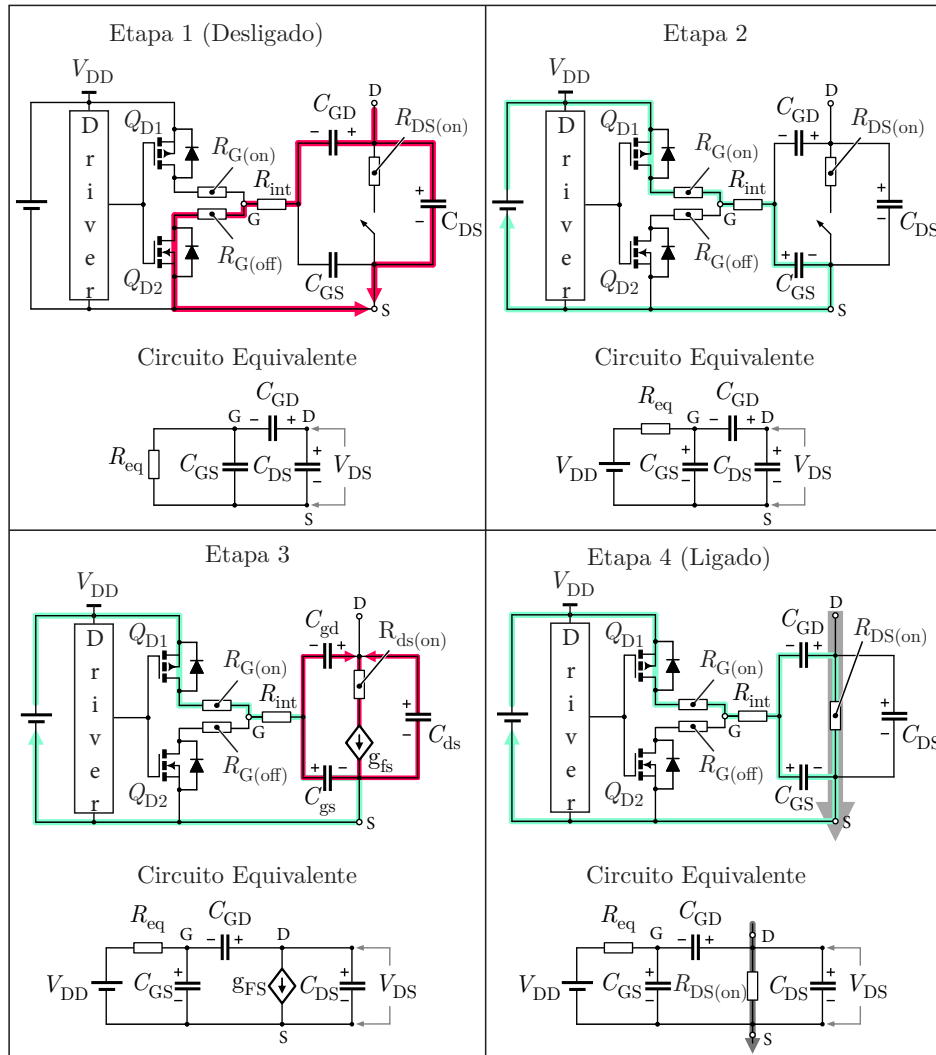 Etapa 1 (Desligado)
V_DD
D
r
i
v
e
r
Q_D1
Q_D2
R_G(on)
R_G(off)
R_int
G
C_GD
− +
D
R_DS(on)
+
−
C_DS
C_GS
S
Circuito Equivalente
C_GD
G − + D
R_eq
C_GS
C_DS
+
−
V_DS
S
Etapa 2
V_DD
D
r
i
v
e
r
Q_D1
Q_D2
R_G(on)
R_G(off)
R_int
G
C_GD
− +
D
R_DS(on)
+
−
C_DS
+ −
C_GS
S
Circuito Equivalente
R_eq
C_GD
G − + D
V_DD
+
−
C_GS
C_DS
+
−
V_DS
S
Etapa 3
V_DD
D
r
i
v
e
r
Q_D1
Q_D2
R_G(on)
R_G(off)
R_int
G
C_gd
− +
D
R_ds(on)
+
−
C_ds
g_fs
+ −
C_gs
S
Circuito Equivalente
R_eq
G
C_GD
− +
D
V_DD
C_GS
+
−
g_FS
C_DS
+
−
V_DS
S
Etapa 4 (Ligado)
V_DD
D
r
i
v
e
r
Q_D1
Q_D2
R_G(on)
R_G(off)
R_int
G
C_GD
− +
D
R_DS(on)
+
−
C_DS
+ −
C_GS
S
Circuito Equivalente
R_eq
G
C_GD
− +
D
V_DD
C_GS
+
−
R_DS(on)
C_DS
+
−
V_DS
S